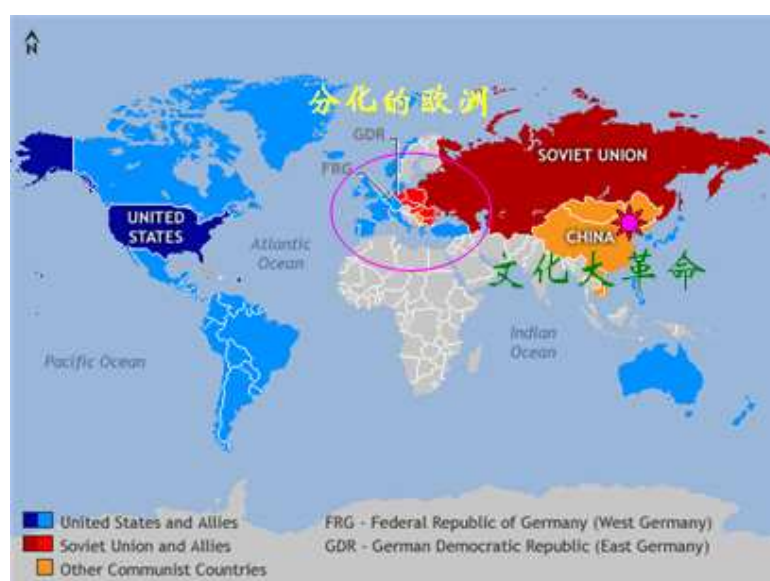 N
分化的欧洲
GDR
SOVIET UNION
FRG
UNITED
STATES
CHINA
Atlantic
Ocean
文化大革命
Indian
Ocean
Pacific Ocean
United States and Allies
FRG - Federal Republic of Germany (West Germany)
Soviet Union and Allies
GDR - German Democratic Republic (East Germany)
Other Communist Countries